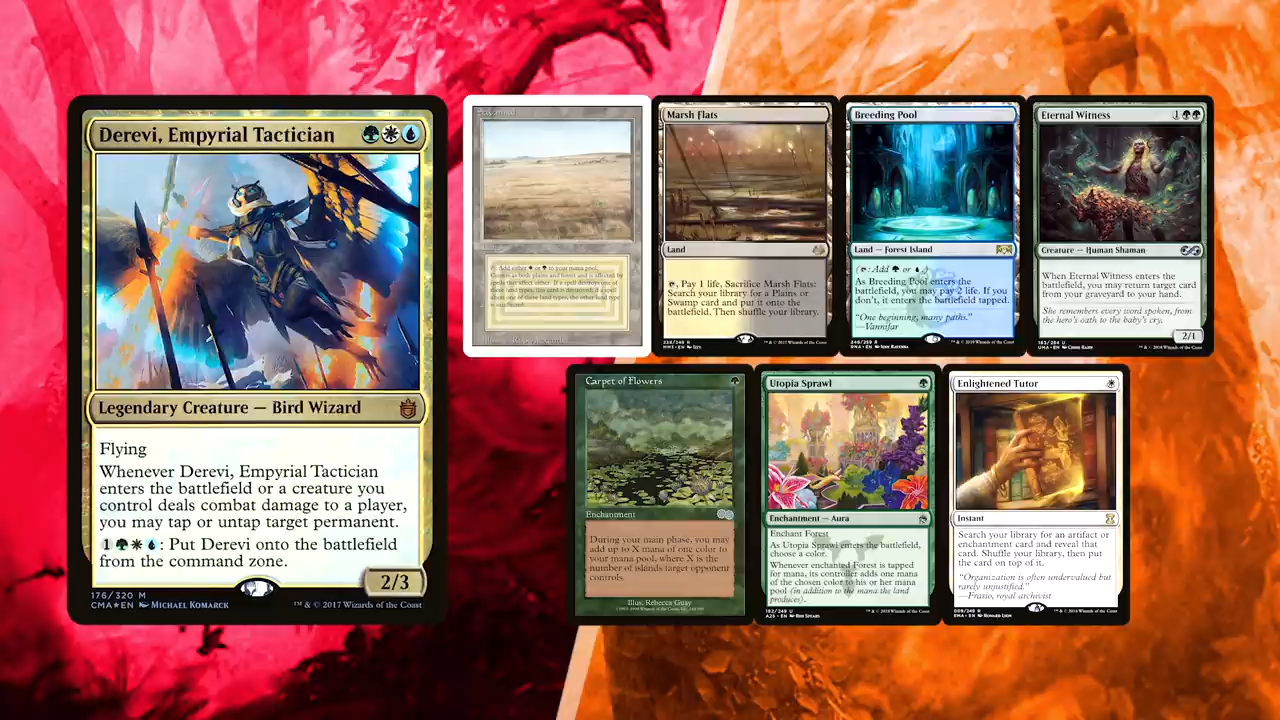 Derevi, Empyrial Tactician
Legendary Creature — Bird Wizard
Flying
Whenever Derevi, Empyrial Tactician
enters the battlefield or a creature you
control deals combat damage to a player,
you may tap or untap target permanent.
1 : Put Derevi onto the battlefield
from the command zone.
2/3
176/320 M
CMA★EN MICHAEL KOMARCK
™ & © 2017 Wizards of the Coast
Marsh Flats
Land
, Pay 1 life, Sacrifice Marsh Flats:
Search your library for a Plains or
Swamp card and put it onto the
battlefield. Then shuffle your library.
Breeding Pool
Land — Forest Island
( : Add or .)
As Breeding Pool enters the
battlefield, you may pay 2 life. If you
don't, it enters the battlefield tapped.
"One beginning, many paths."
—Vannifar
Eternal Witness
1
Creature — Human Shaman
When Eternal Witness enters the
battlefield, you may return target card
from your graveyard to your hand.
She remembers every word spoken, from
the hero's oath to the baby's cry.
2/1
Carpet of Flowers
Enchantment
During your main phase, you may
add up to X mana of one color to
your mana pool, where X is the
number of islands target opponent
controls.
Illus. Rebecca Guay
Utopia Sprawl
Enchantment — Aura
Enchant Forest
As Utopia Sprawl enters the battlefield,
choose a color.
Whenever enchanted Forest is
tapped for mana, its controller adds one mana
of the chosen color to his or her mana
pool (in addition to the mana the land
produces).
Enlightened Tutor
Instant
Search your library for an artifact or
enchantment card and reveal that
card. Shuffle your library, then put
the card on top of it.
"Organization is often undervalued but
rarely unjustified."
—Fraso, royal archivist